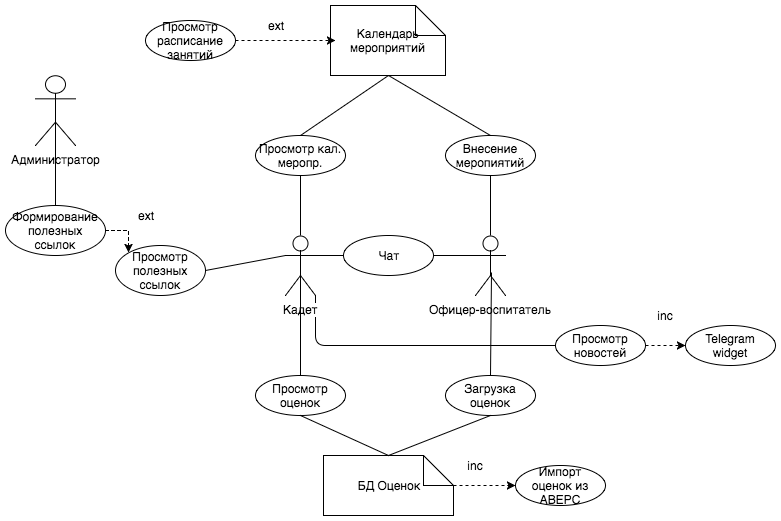 Просмотр
расписание
занятий
ext
Календарь
мероприятий
Администратор
Просмотр кал.
меропр.
Внесение
меропиятий
Формирование
полезных
ссылок
ext
Просмотр
полезных
ссылок
Чат
Кадет
Офицер-воспитатель
Просмотр
новостей
inc
Telegram
widget
Просмотр
оценок
Загрузка
оценок
БД Оценок
inc
Импорт
оценок из
АВЕРС